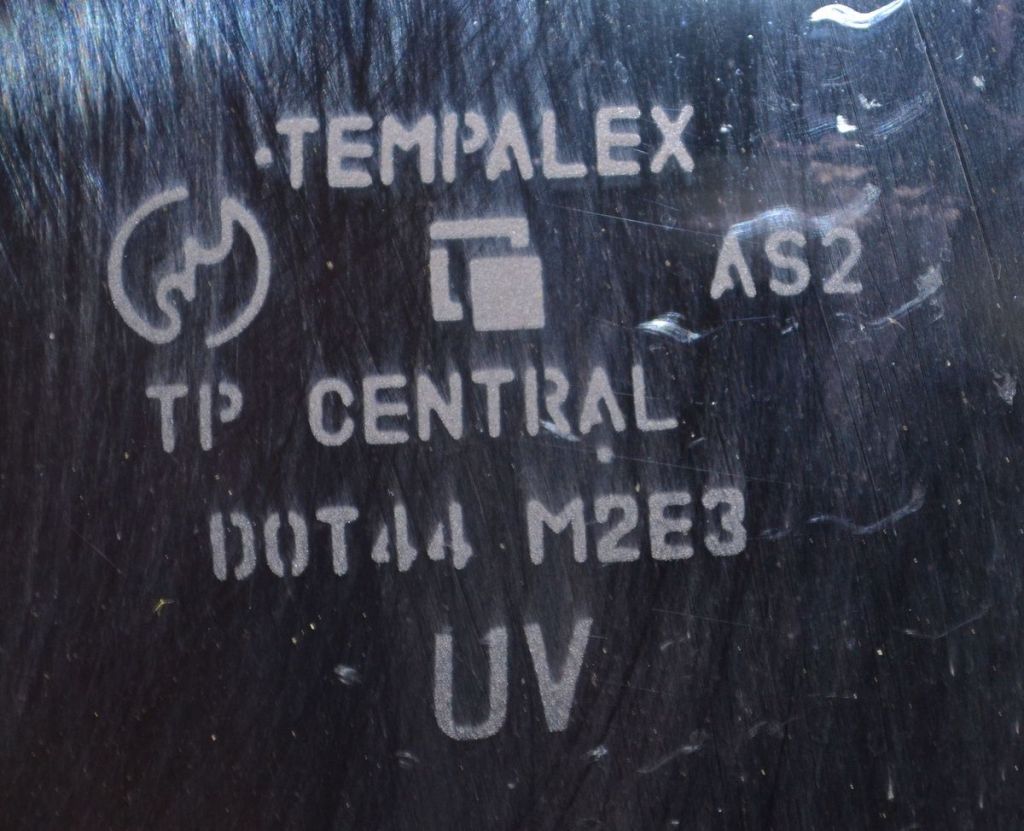 TEMPALEX
AS2
TP CENTRAL
DOT44 M2E3
UV